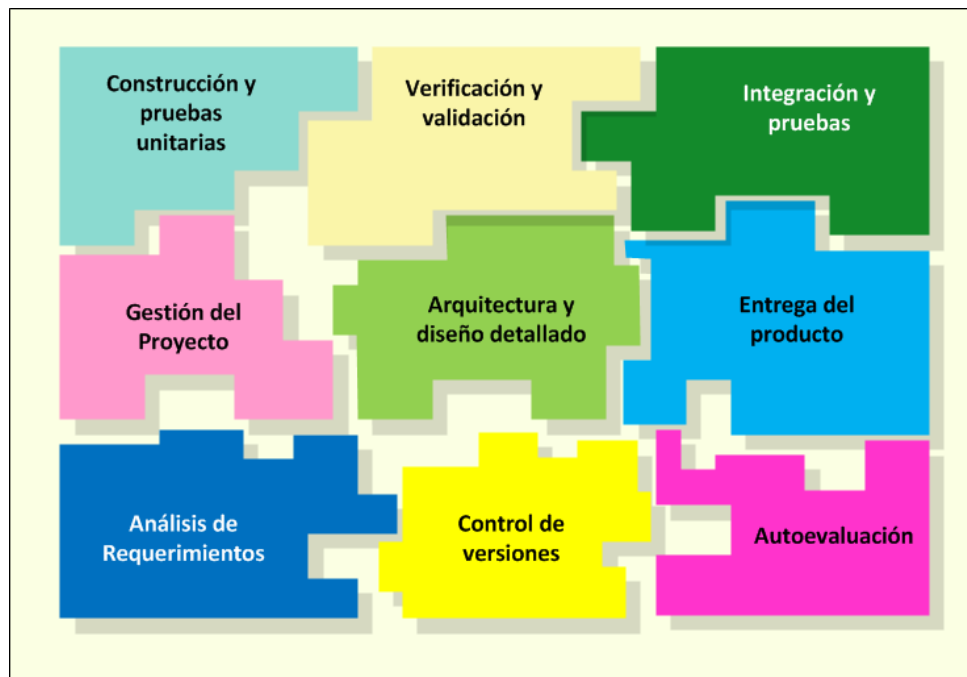 Construcción y
pruebas
unitarias
Verificación y
validación
Integración y
pruebas
Gestión del
Proyecto
Arquitectura y
diseño detallado
Entrega del
producto
Análisis de
Requerimientos
Control de
versiones
Autoevaluación